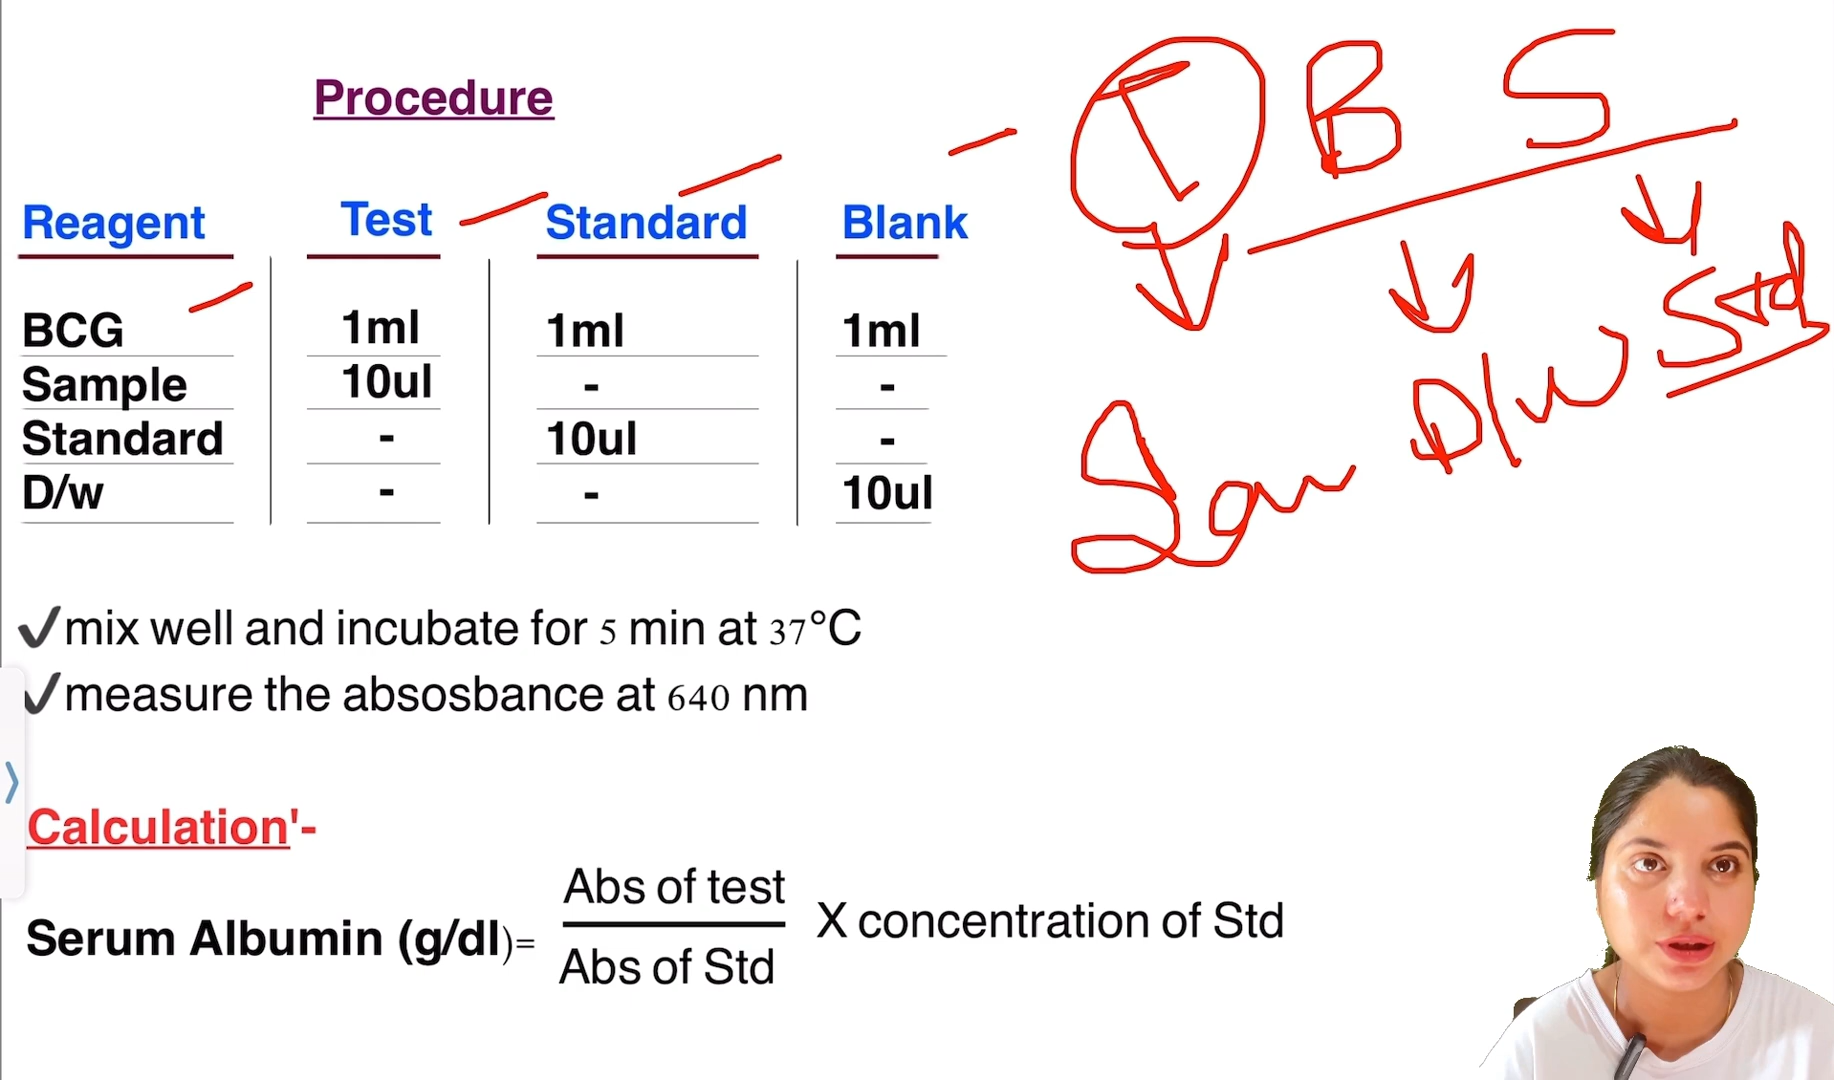 Procedure
Reagent Test Standard Blank
BCG 1ml 1ml 1ml
Sample 10ul - -
Standard - 10ul -
D/w - - 10ul
✓mix well and incubate for 5 min at 37°C
✓measure the absosbance at 640 nm
Calculation'-
Serum Albumin (g/dl)= Abs of test / Abs of Std X concentration of Std
T B S
Sam D/W Std